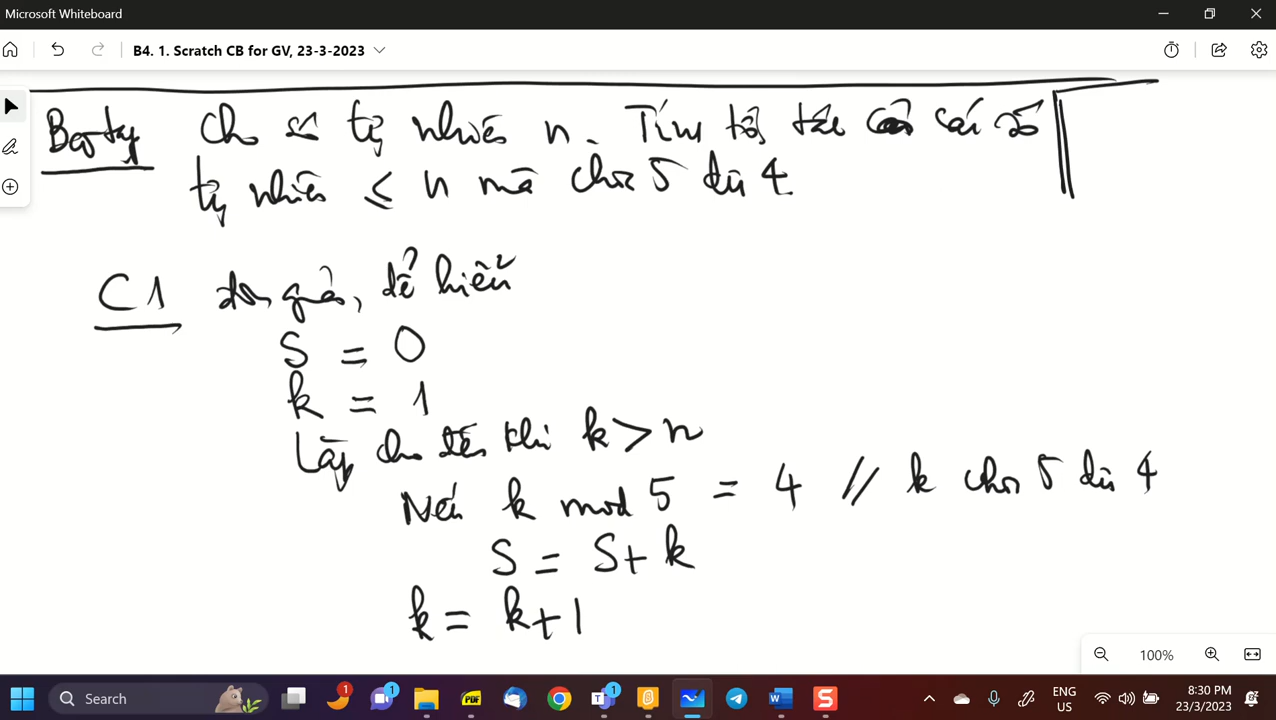 Microsoft Whiteboard
B4. 1. Scratch CB for GV, 23-3-2023
Bài tập Cho số tự nhiên n. Tính tổng tất cả các số
tự nhiên ≤ n mà chia 5 dư 4
C1 đơn giản, dễ hiểu
S = 0
k = 1
Lặp cho đến khi k > n
Nếu k mod 5 = 4 // k chia 5 dư 4
S = S + k
k = k + 1
100%
Search
1
1
1
ENG
US
8:30 PM
23/3/2023